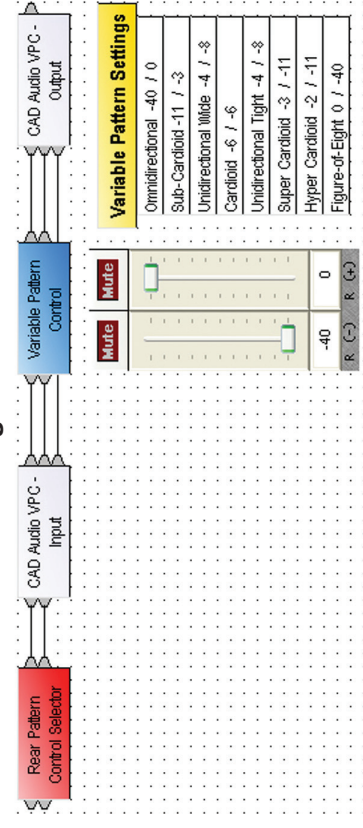 Rear Pattern
Control Selector
CAD Audio VPC -
Input
Variable Pattern
Control
CAD Audio VPC -
Output
Mute
Mute
-40
0
R (-)
R (+)
Variable Pattern Settings
Omnidirectional -40 / 0
Sub-Cardioid -11 / -3
Unidirectional Wide -4 / -8
Cardioid -6 / -6
Unidirectional Tight -4 / -8
Super Cardioid -3 / -11
Hyper Cardioid -2 / -11
Figure-of-Eight 0 / -40